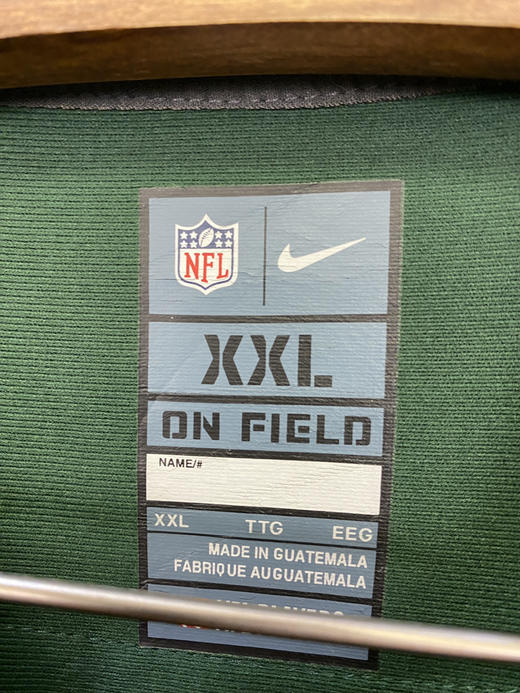 NFL
XXL
ON FIELD
NAME/#
XXL TTG EEG
MADE IN GUATEMALA
FABRIQUE AUGUATEMALA